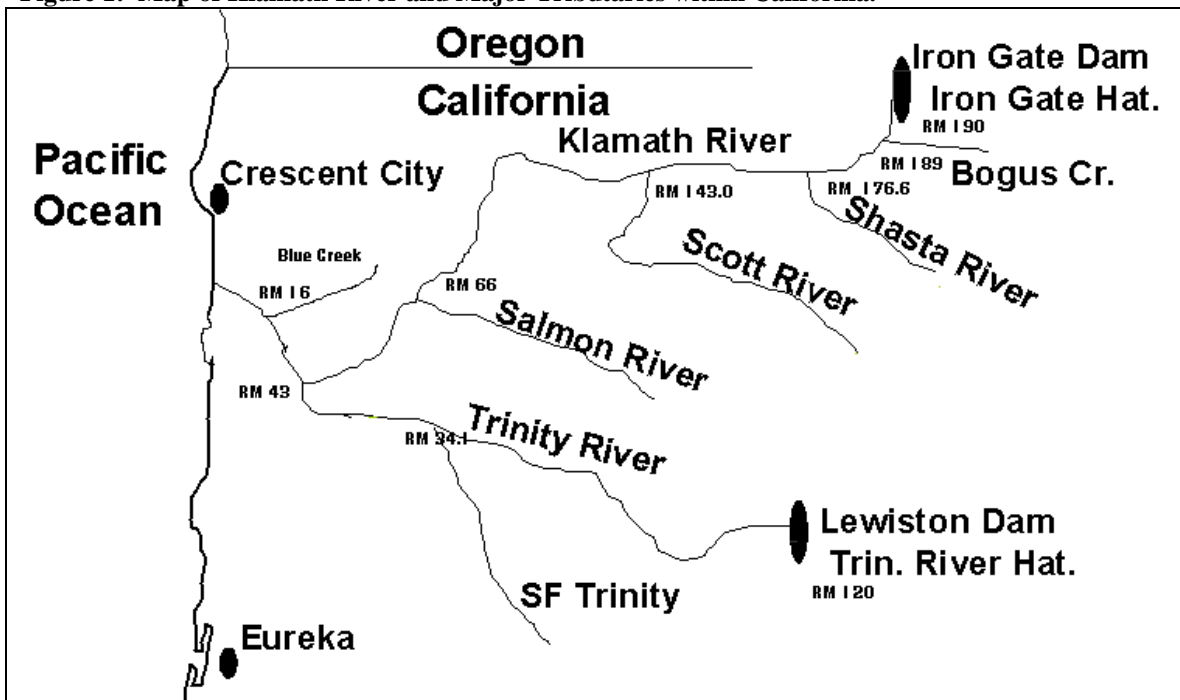 Figure 1. Map of Klamath River and Major Tributaries within California.
Oregon
California
Iron Gate Dam
Iron Gate Hat.
RM 190
Klamath River
RM 189
Bogus Cr.
Pacific
Ocean
Crescent City
RM 143.0
RM 176.6
Shasta River
Scott River
Blue Creek
RM 16
RM 66
Salmon River
RM 43
Trinity River
RM 34.1
Lewiston Dam
Trin. River Hat.
RM 120
SF Trinity
Eureka